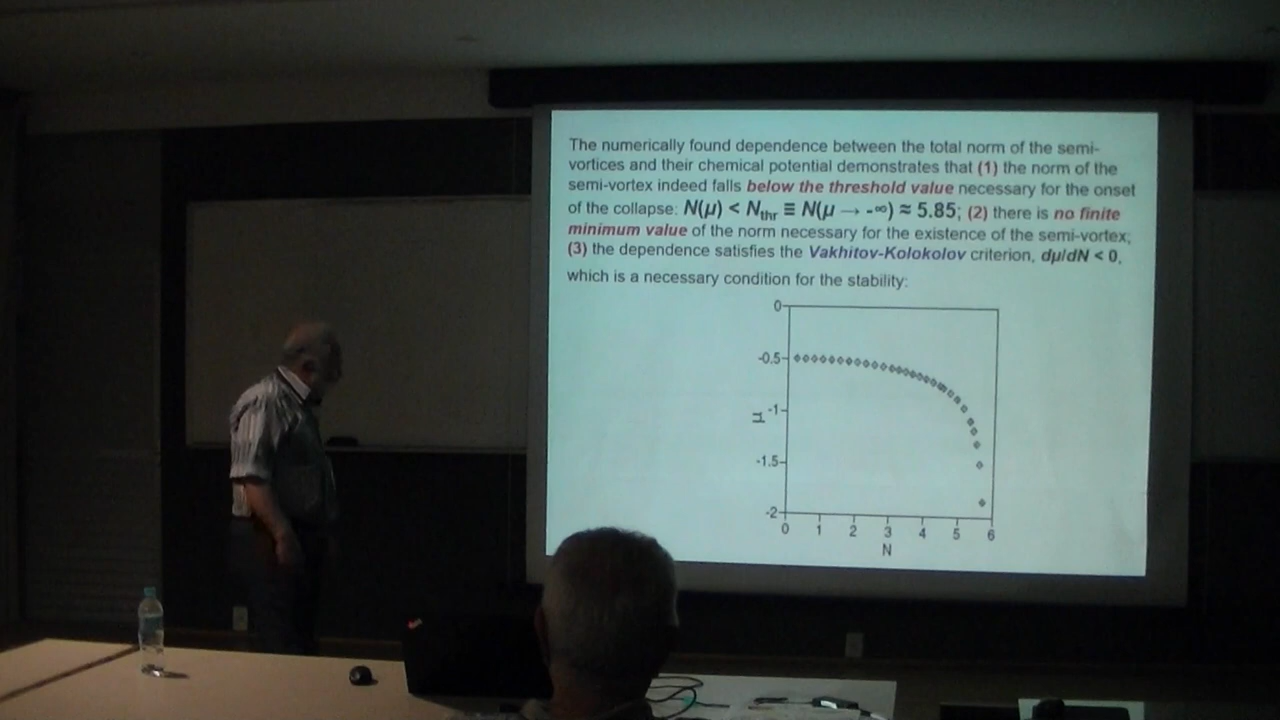 The numerically found dependence between the total norm of the semi-
vortices and their chemical potential demonstrates that (1) the norm of the
semi-vortex indeed falls below the threshold value necessary for the onset
of the collapse: N(μ) < Nthr ≡ N(μ → -∞) ≈ 5.85; (2) there is no finite
minimum value of the norm necessary for the existence of the semi-vortex;
(3) the dependence satisfies the Vakhitov-Kolokolov criterion, dμ/dN < 0,
which is a necessary condition for the stability:
0
-0.5
-1
μ
-1.5
-2
0 1 2 3 4 5 6
N